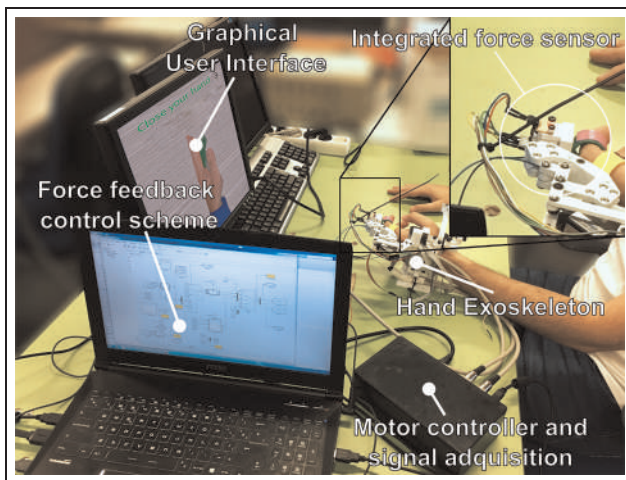 Graphical
User Interface
Integrated force sensor
Close your hand
Force feedback
control scheme
Hand Exoskeleton
Motor controller and
signal adquisition